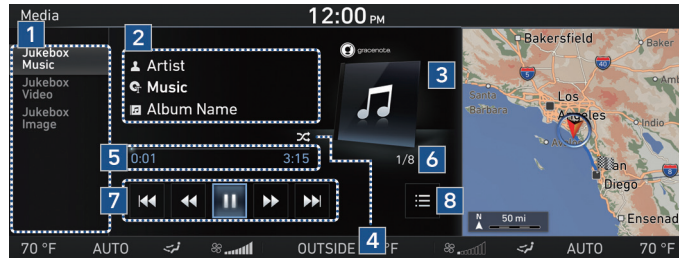 Media
12:00 PM
1
Jukebox
Music
Jukebox
Video
Jukebox
Image
2
Artist
Music
Album Name
gracenote.
3
5
0:01
3:15
1/8
6
7
8
4
Bakersfield
Baker
5
40
Santa
Barbara
Los
Angeles
Indio
San
Diego
8
Ensenad
N
50 mi
70 °F
AUTO
OUTSIDE
°F
AUTO
70 °F